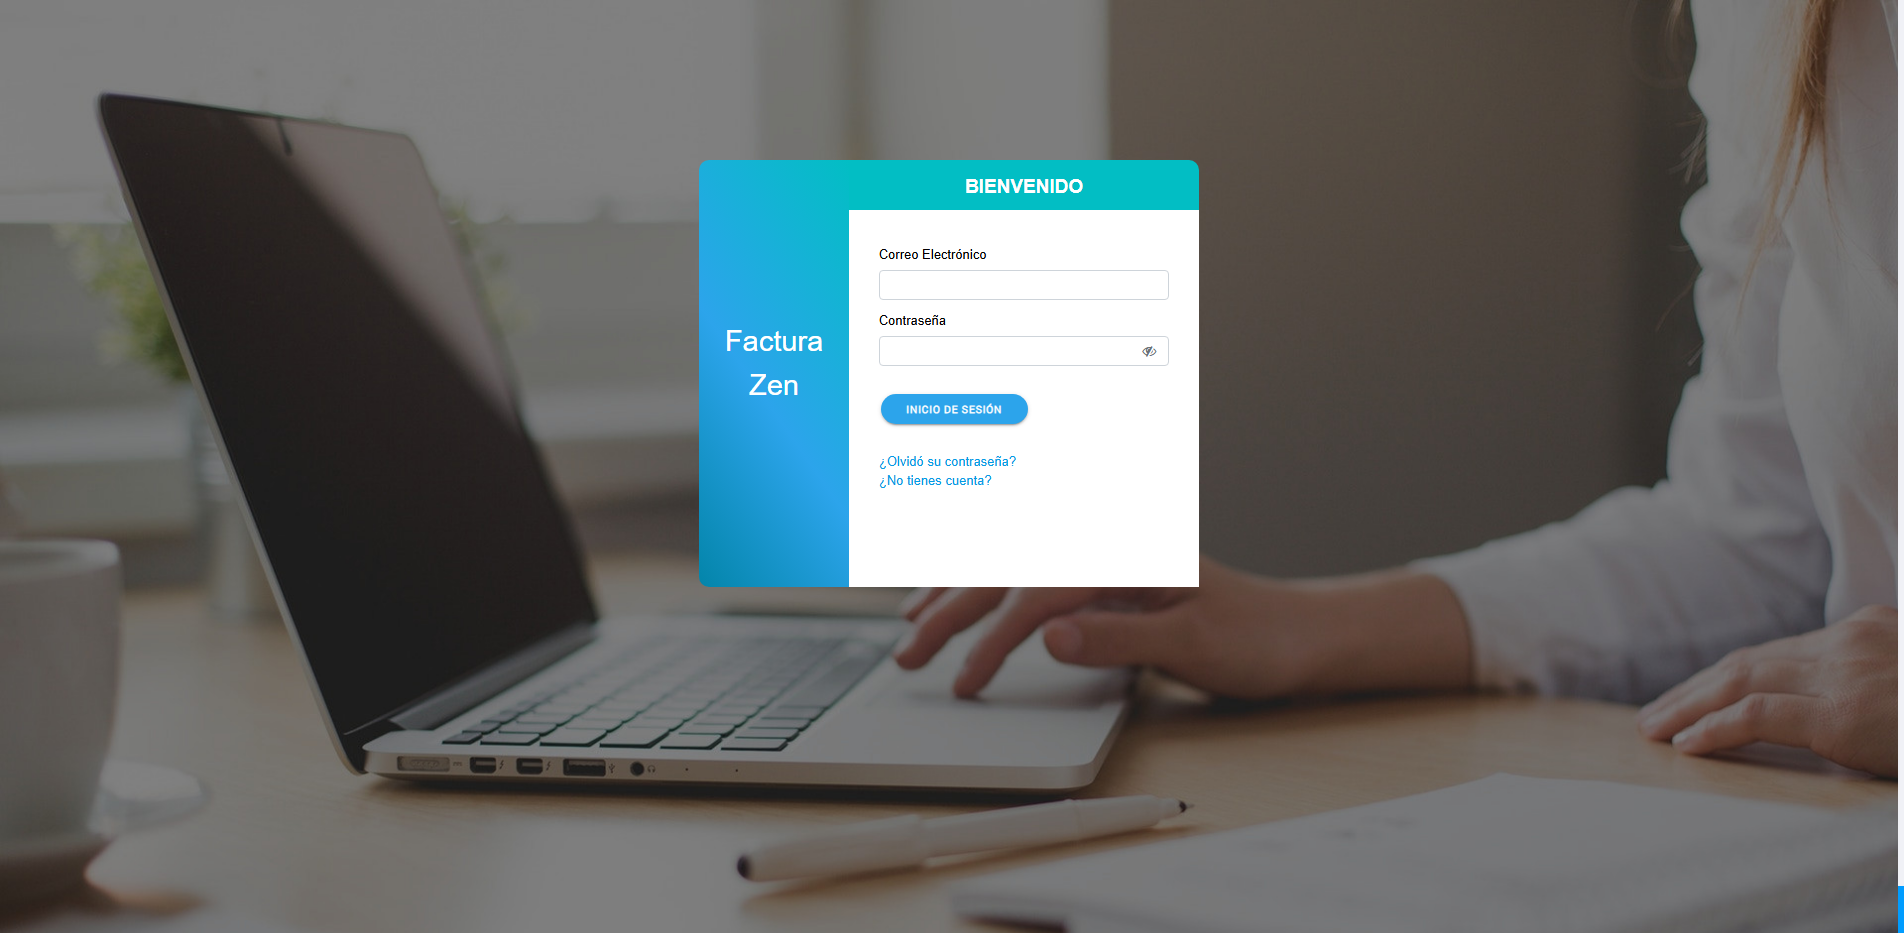 BIENVENIDO
Factura
Zen
Correo Electrónico
Contraseña
INICIO DE SESIÓN
¿Olvidó su contraseña?
¿No tienes cuenta?